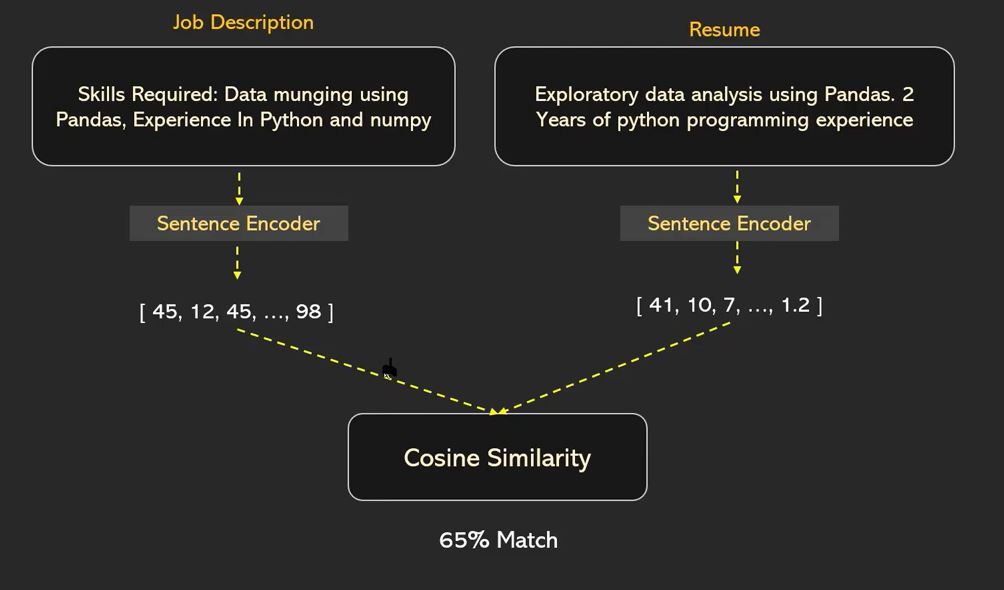 Job Description
Resume
Skills Required: Data munging using
Pandas, Experience In Python and numpy
Exploratory data analysis using Pandas. 2
Years of python programming experience
Sentence Encoder
Sentence Encoder
[ 45, 12, 45, ..., 98 ]
[ 41, 10, 7, ..., 1.2 ]
Cosine Similarity
65% Match